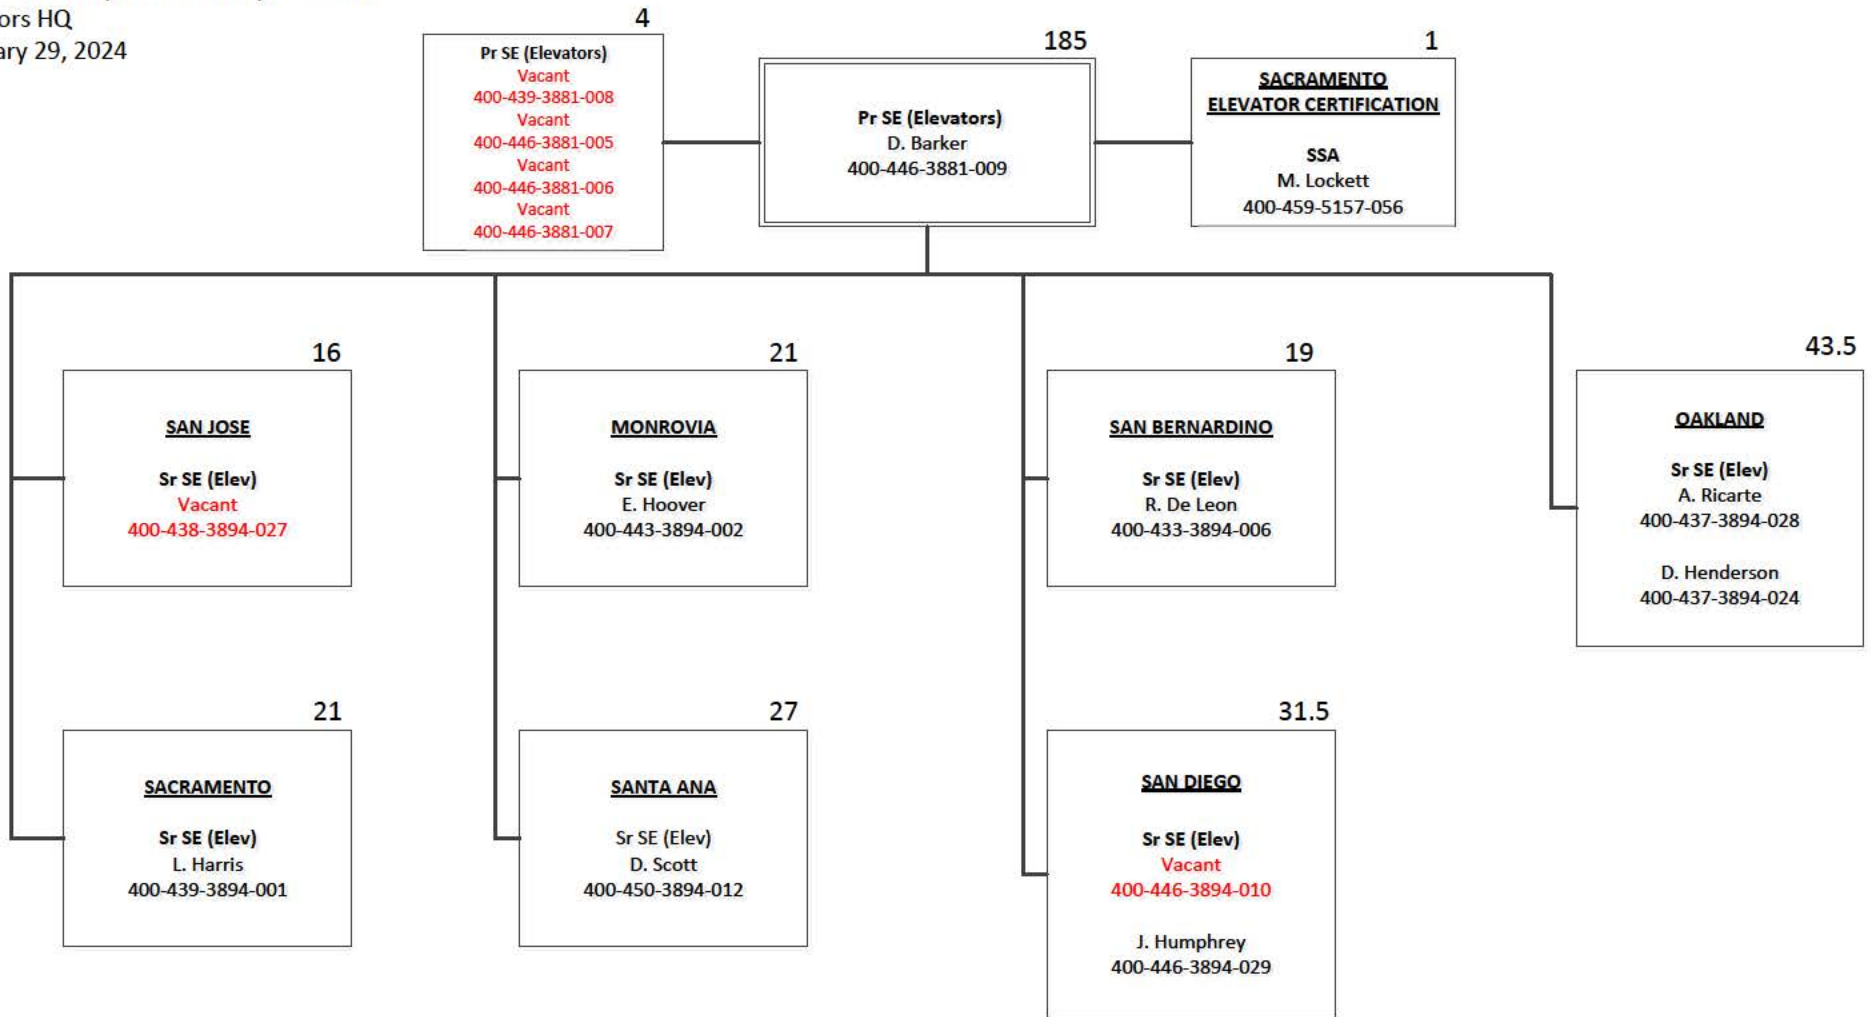 ors HQ
ary 29, 2024
4
Pr SE (Elevators)
Vacant
400-439-3881-008
Vacant
400-446-3881-005
Vacant
400-446-3881-006
Vacant
400-446-3881-007
185
Pr SE (Elevators)
D. Barker
400-446-3881-009
1
SACRAMENTO
ELEVATOR CERTIFICATION
SSA
M. Lockett
400-459-5157-056
16
SAN JOSE
Sr SE (Elev)
Vacant
400-438-3894-027
21
MONROVIA
Sr SE (Elev)
E. Hoover
400-443-3894-002
19
SAN BERNARDINO
Sr SE (Elev)
R. De Leon
400-433-3894-006
43.5
OAKLAND
Sr SE (Elev)
A. Ricarte
400-437-3894-028
D. Henderson
400-437-3894-024
21
SACRAMENTO
Sr SE (Elev)
L. Harris
400-439-3894-001
27
SANTA ANA
Sr SE (Elev)
D. Scott
400-450-3894-012
31.5
SAN DIEGO
Sr SE (Elev)
Vacant
400-446-3894-010
J. Humphrey
400-446-3894-029